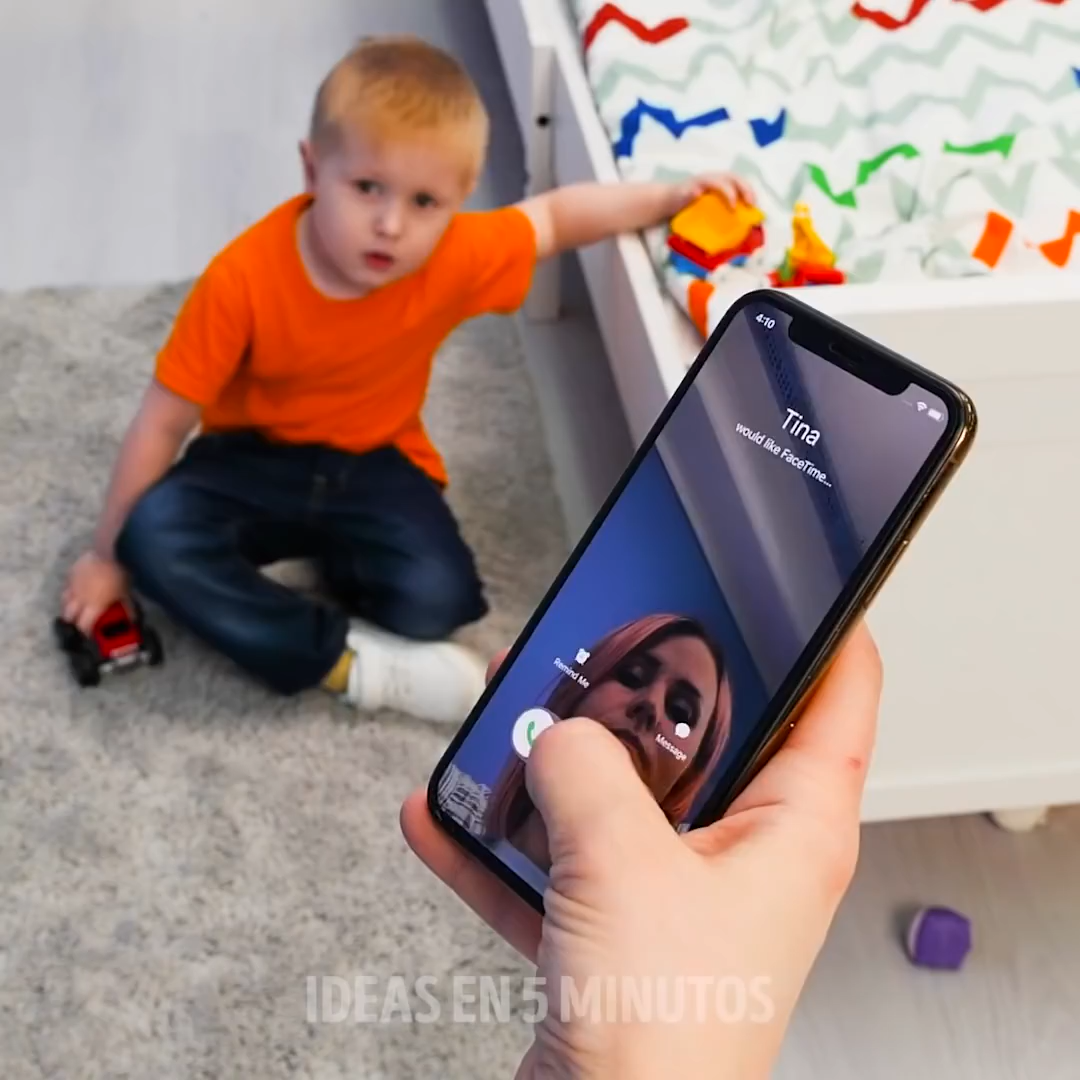 4:10
Tina
would like FaceTime...
Remind Me
Message
IDEAS EN 5 MINUTOS